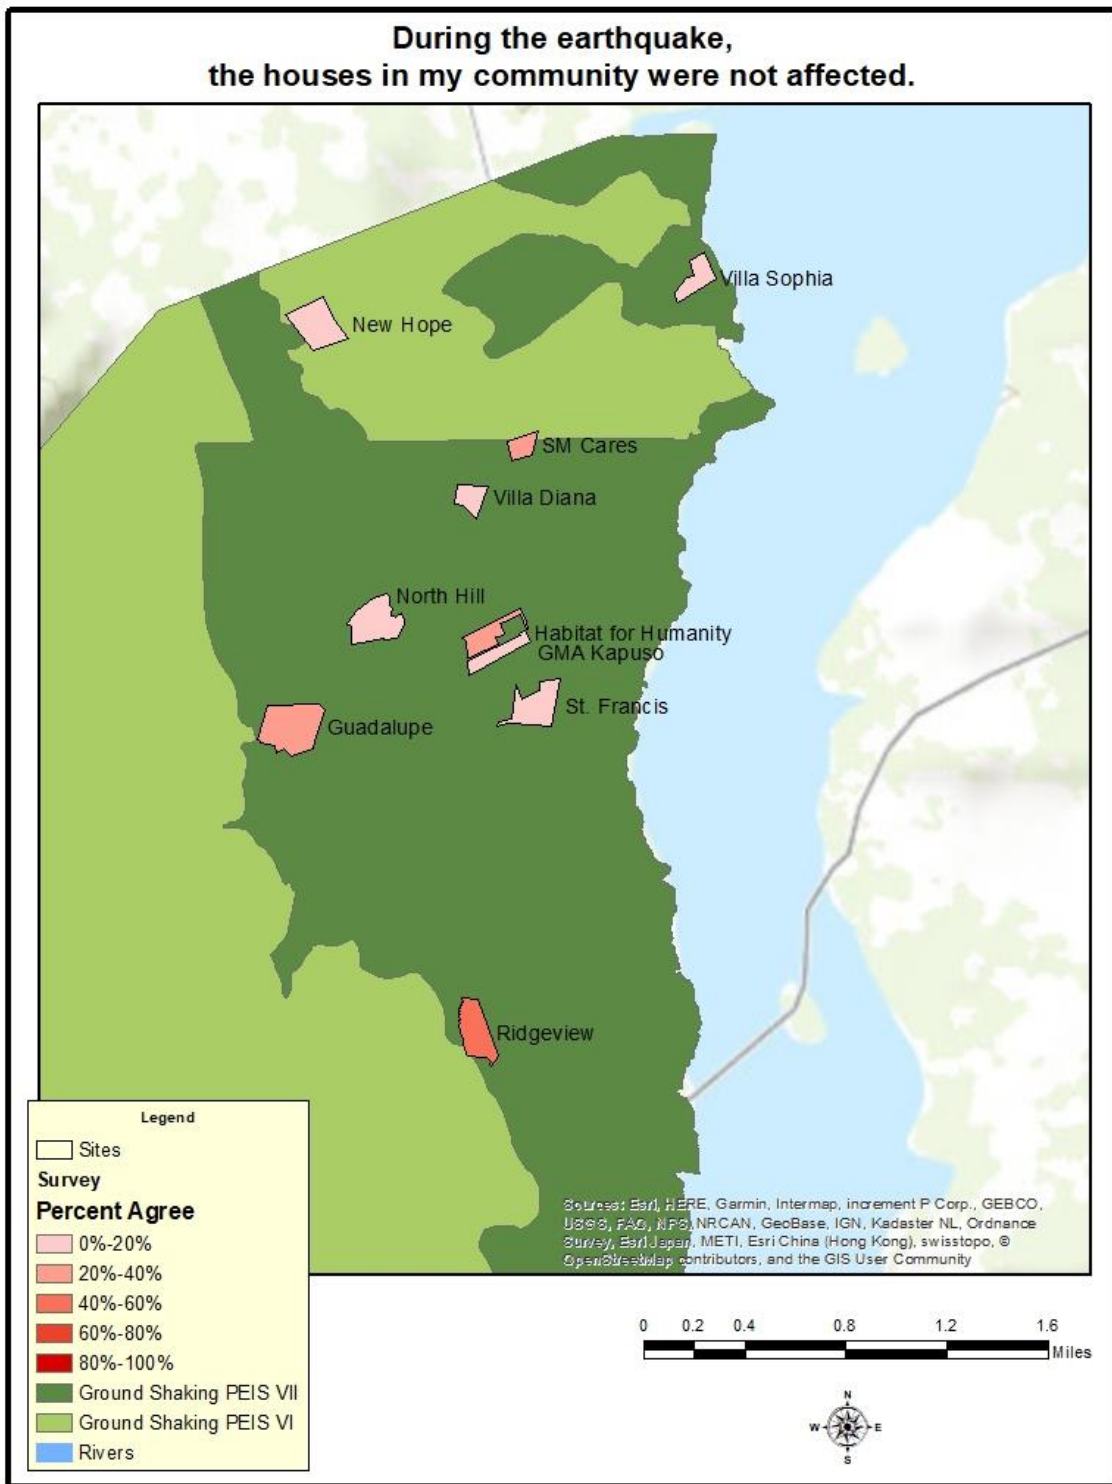 During the earthquake,
the houses in my community were not affected.
Villa Sophia
New Hope
SM Cares
Villa Diana
North Hill
Habitat for Humanity
GMA Kapuso
St. Francis
Guadalupe
Ridgeview
Legend
Sites
Survey
Percent Agree
0%-20%
20%-40%
40%-60%
60%-80%
80%-100%
Ground Shaking PEIS VII
Ground Shaking PEIS VI
Rivers
Sources: Esri, HERE, Garmin, Intermap, increment P Corp., GEBCO,
USGS, FAO, NPS, NRCAN, GeoBase, IGN, Kadaster NL, Ordnance
Survey, Esri Japan, METI, Esri China (Hong Kong), swisstopo, ©
OpenStreetMap contributors, and the GIS User Community
0 0.2 0.4 0.8 1.2 1.6
Miles
N
W E
S